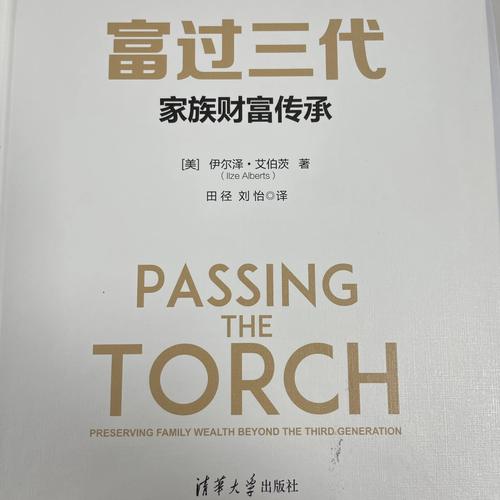 富过三代
家族财富传承
[美] 伊尔泽·艾伯茨 著
( Ilze Alberts )
田 径 刘 怡◎译
PASSING
THE
TORCH
PRESERVING FAMILY WEALTH BEYOND THE THIRD GENERATION
清华大学出版社